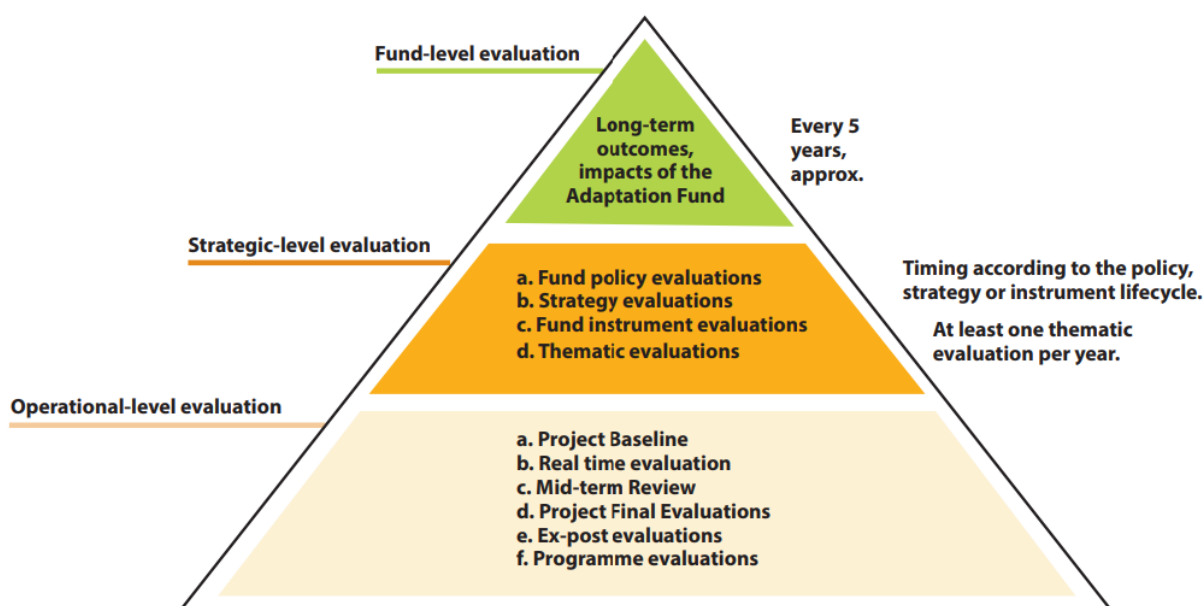 Fund-level evaluation
Long-term
outcomes,
impacts of the
Adaptation Fund
Every 5
years,
approx.
Strategic-level evaluation
a. Fund policy evaluations
b. Strategy evaluations
c. Fund instrument evaluations
d. Thematic evaluations
Timing according to the policy,
strategy or instrument lifecycle.
At least one thematic
evaluation per year.
Operational-level evaluation
a. Project Baseline
b. Real time evaluation
c. Mid-term Review
d. Project Final Evaluations
e. Ex-post evaluations
f. Programme evaluations